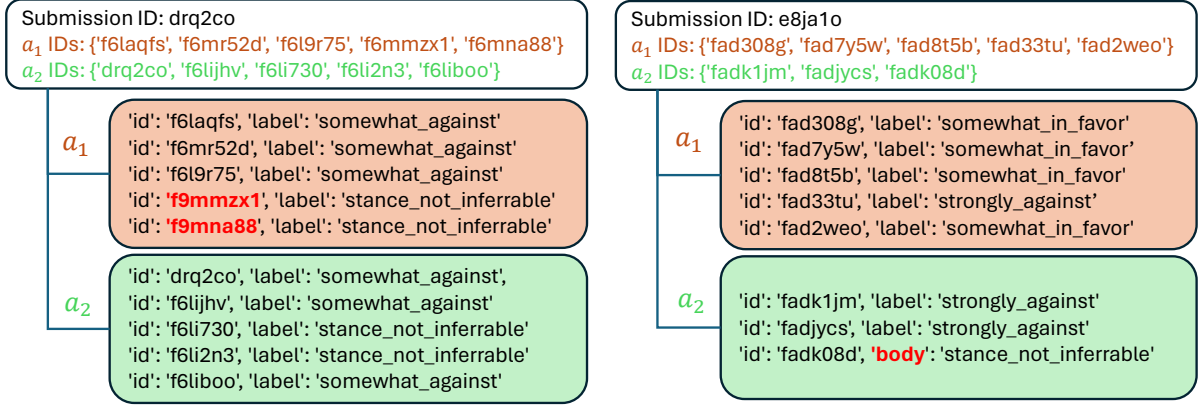 Submission ID: drq2co
a₁ IDs: {'f6laqfs', 'f6mr52d', 'f6l9r75', 'f6mmzx1', 'f6mna88'}
a₂ IDs: {'drq2co', 'f6lijhv', 'f6li730', 'f6li2n3', 'f6liboo'}
a₁
'id': 'f6laqfs', 'label': 'somewhat_against'
'id': 'f6mr52d', 'label': 'somewhat_against'
'id': 'f6l9r75', 'label': 'somewhat_against'
'id': 'f9mmzx1', 'label': 'stance_not_inferrable'
'id': 'f9mna88', 'label': 'stance_not_inferrable'
a₂
'id': 'drq2co', 'label': 'somewhat_against',
'id': 'f6lijhv', 'label': 'somewhat_against'
'id': 'f6li730', 'label': 'stance_not_inferrable'
'id': 'f6li2n3', 'label': 'stance_not_inferrable'
'id': 'f6liboo', 'label': 'somewhat_against'
Submission ID: e8ja1o
a₁ IDs: {'fad308g', 'fad7y5w', 'fad8t5b', 'fad33tu', 'fad2weo'}
a₂ IDs: {'fadk1jm', 'fadjycs', 'fadk08d'}
a₁
'id': 'fad308g', 'label': 'somewhat_in_favor'
'id': 'fad7y5w', 'label': 'somewhat_in_favor’
'id': 'fad8t5b', 'label': 'somewhat_in_favor'
'id': 'fad33tu', 'label': 'strongly_against’
'id': 'fad2weo', 'label': 'somewhat_in_favor'
a₂
'id': 'fadk1jm', 'label': 'strongly_against'
'id': 'fadjycs', 'label': 'strongly_against'
'id': 'fadk08d', 'body': 'stance_not_inferrable'